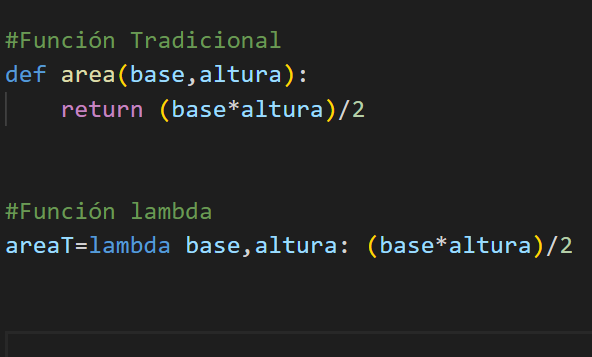 #Función Tradicional
def area(base,altura):
    return (base*altura)/2
#Función lambda
areaT=lambda base,altura: (base*altura)/2